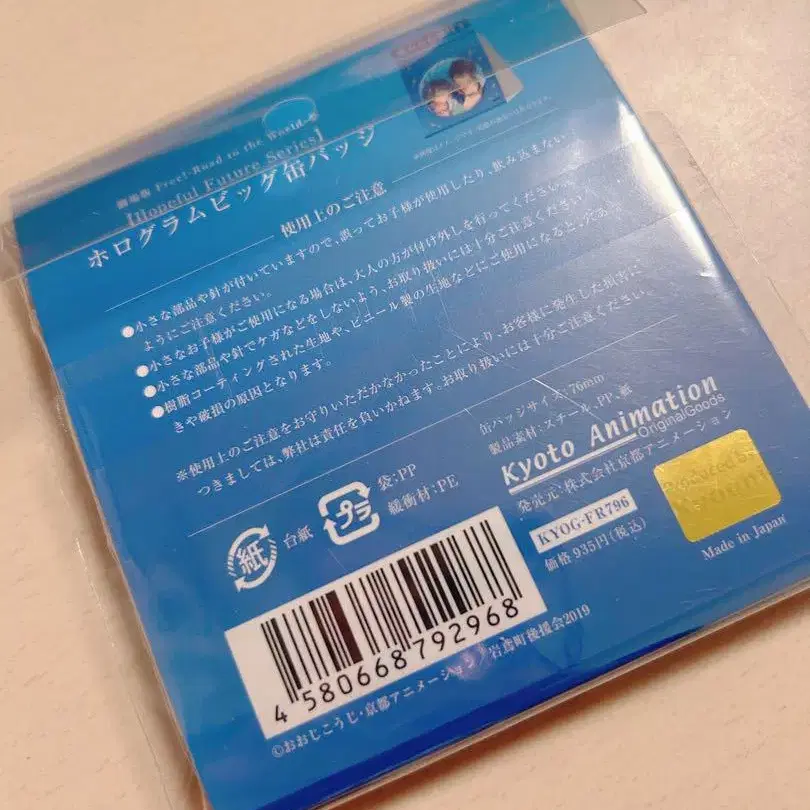 劇場版 Free!-Road to the World-夢
[Hopeful Future Series]
ホログラムビッグ缶バッジ
使用上のご注意
●小さな部品や針が付いていますので、誤ってお子様が使用したり、飲み込まない
ようにご注意ください。
●小さなお子様がご使用になる場合は、大人の方が付け外しを行ってください。
●小さな部品や針でケガなどをしないよう、お取り扱いには十分ご注意ください。
●樹脂コーティングされた生地や、ビニール製の生地などにご使用になると、穴あ
きや破損の原因となります。
※使用上のご注意をお守りいただかなかったことにより、お客様に発生した損害に
つきましては、弊社は責任を負いかねます。お取り扱いには十分ご注意ください。
缶バッジサイズ:76mm
製品素材:スチール、PP、紙
Kyoto Animation
OriginalGoods
発売元:株式会社京都アニメーション
KYOG-FR796
価格 935円(税込)
Produced by
Made in Japan
紙
台紙
プラ
袋:PP
緩衝材:PE
4 580668 792968
©おおじこうじ・京都アニメーション/岩鳶町後援会2019